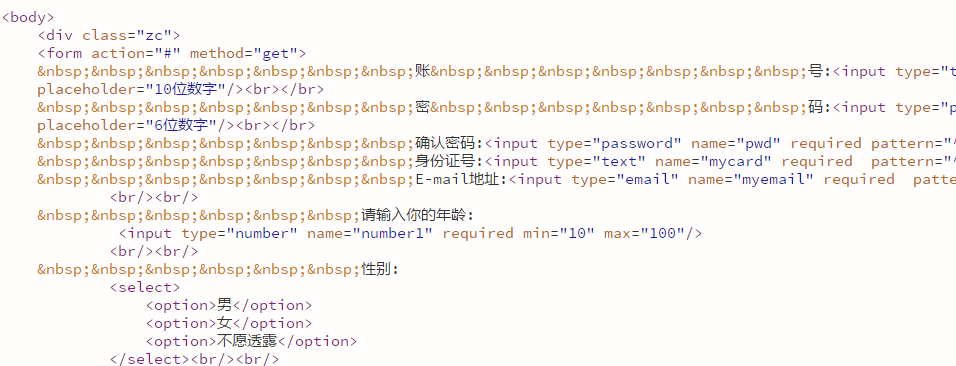 <body>
<div class="zc">
<form action="#" method="get">
&nbsp;&nbsp;&nbsp;&nbsp;&nbsp;&nbsp;&nbsp;账&nbsp;&nbsp;&nbsp;&nbsp;&nbsp;&nbsp;&nbsp;号:<input type="t
placeholder="10位数字"/><br></br>
&nbsp;&nbsp;&nbsp;&nbsp;&nbsp;&nbsp;&nbsp;密&nbsp;&nbsp;&nbsp;&nbsp;&nbsp;&nbsp;&nbsp;码:<input type="p
placeholder="6位数字"/><br></br>
&nbsp;&nbsp;&nbsp;&nbsp;&nbsp;&nbsp;&nbsp;确认密码:<input type="password" name="pwd" required pattern="^
&nbsp;&nbsp;&nbsp;&nbsp;&nbsp;&nbsp;&nbsp;身份证号:<input type="text" name="mycard" required  pattern="^
&nbsp;&nbsp;&nbsp;&nbsp;&nbsp;&nbsp;&nbsp;E-mail地址:<input type="email" name="myemail" required  patte
<br/><br/>
&nbsp;&nbsp;&nbsp;&nbsp;&nbsp;&nbsp;请输入你的年龄:
<input type="number" name="number1" required min="10" max="100"/>
<br/><br/>
&nbsp;&nbsp;&nbsp;&nbsp;&nbsp;&nbsp;性别:
<select>
<option>男</option>
<option>女</option>
<option>不愿透露</option>
</select><br/><br/>